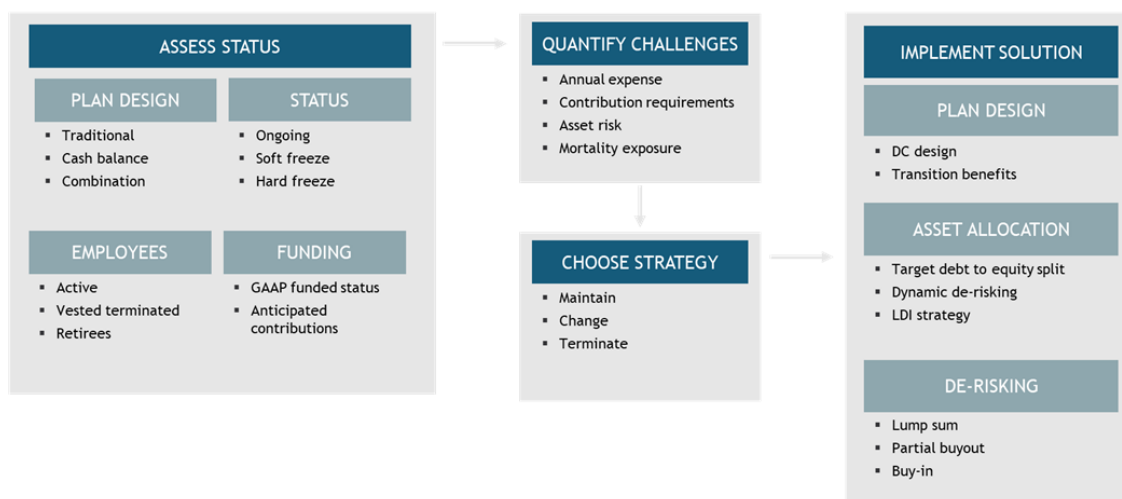 ASSESS STATUS
PLAN DESIGN
▪ Traditional
▪ Cash balance
▪ Combination
STATUS
▪ Ongoing
▪ Soft freeze
▪ Hard freeze
EMPLOYEES
▪ Active
▪ Vested terminated
▪ Retirees
FUNDING
▪ GAAP funded status
▪ Anticipated
contributions
QUANTIFY CHALLENGES
▪ Annual expense
▪ Contribution requirements
▪ Asset risk
▪ Mortality exposure
CHOOSE STRATEGY
▪ Maintain
▪ Change
▪ Terminate
IMPLEMENT SOLUTION
PLAN DESIGN
▪ DC design
▪ Transition benefits
ASSET ALLOCATION
▪ Target debt to equity split
▪ Dynamic de-risking
▪ LDI strategy
DE-RISKING
▪ Lump sum
▪ Partial buyout
▪ Buy-in